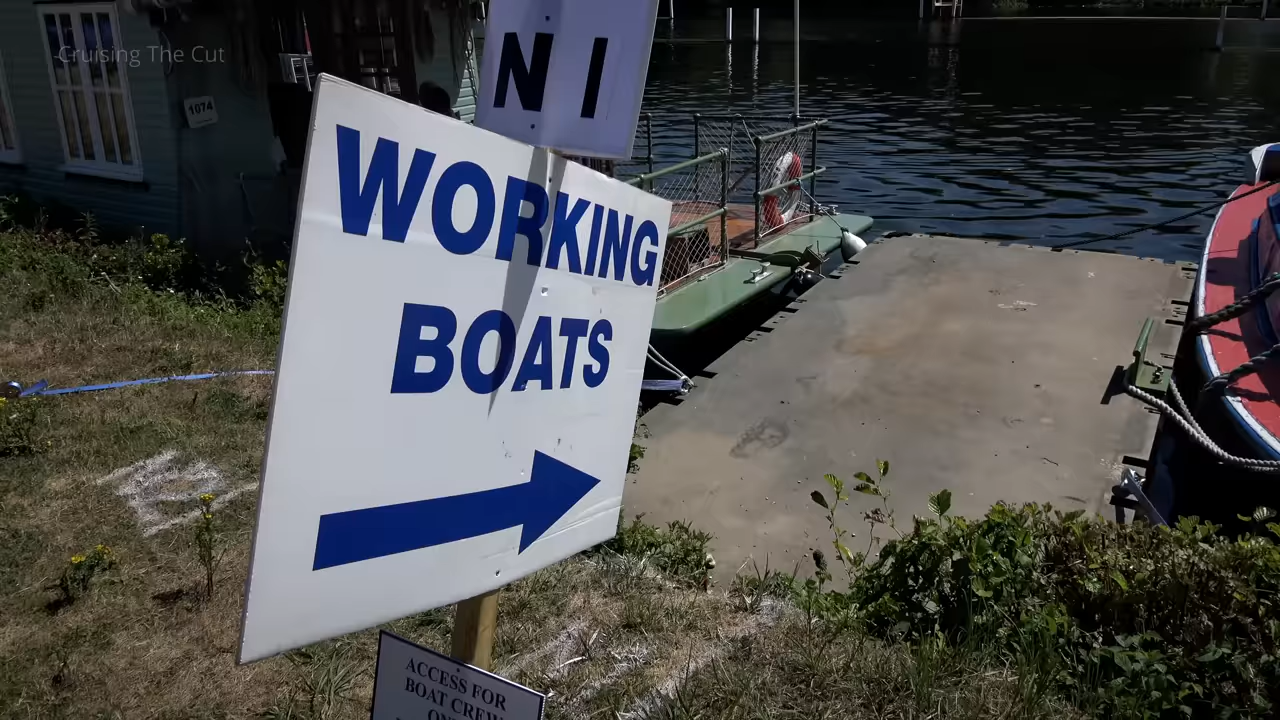 Cruising The Cut
1074
N I
WORKING
BOATS
ACCESS FOR
BOAT CREW